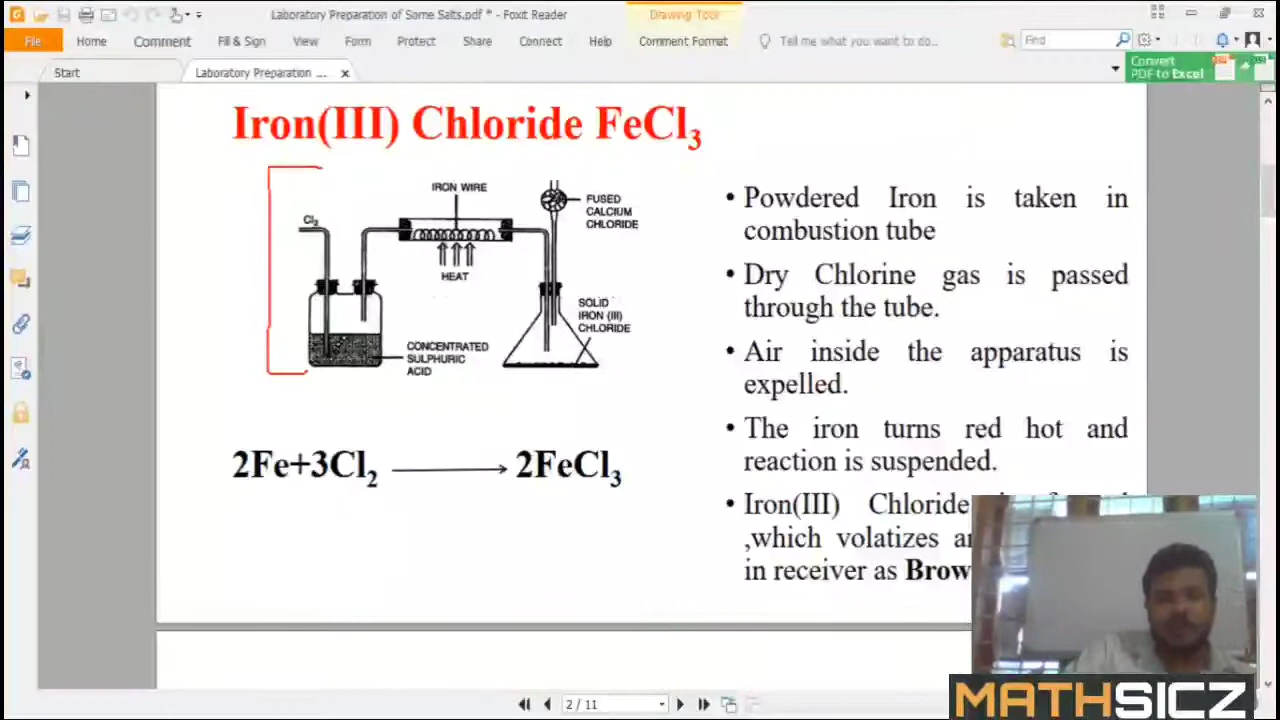 Laboratory Preparation of Some Salts.pdf * - Foxit Reader
Drawing Tool
File
Home
Comment
Fill & Sign
View
Form
Protect
Share
Connect
Help
Comment Format
Tell me what you want to do...
Find
Start
Laboratory Preparation ...
Convert
PDF to Excel
Iron(III) Chloride FeCl₃
IRON WIRE
Cl₂
FUSED
CALCIUM
CHLORIDE
HEAT
SOLID
IRON (III)
CHLORIDE
CONCENTRATED
SULPHURIC
ACID
2Fe+3Cl₂ ⟶ 2FeCl₃
• Powdered Iron is taken in
combustion tube
• Dry Chlorine gas is passed
through the tube.
• Air inside the apparatus is
expelled.
• The iron turns red hot and
reaction is suspended.
• Iron(III) Chloride
,which volatizes
in receiver as Brow
2 / 11
MATHSICZ